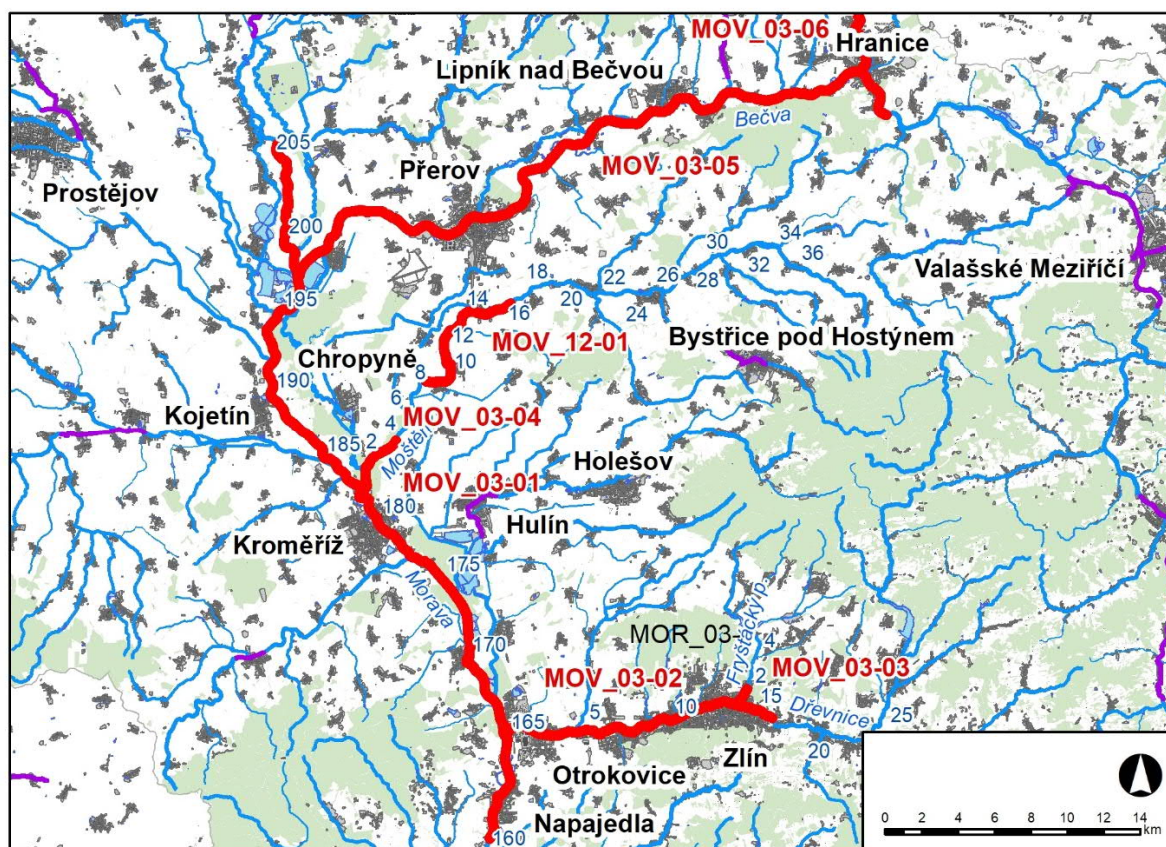 MOV_03-06
Hranice
Lipník nad Bečvou
Bečva
205
Přerov
MOV_03-05
Prostějov
200
30
34
36
Valašské Meziříčí
18
22
26
28
32
195
14
16
20
24
12
MOV_12-01
Bystřice pod Hostýnem
Chropyně
8
10
190
6
Kojetín
4
MOV_03-04
185
2
Holešov
MOV_03-01
180
Hulín
Kroměříž
175
Morava
170
MOR_03-
Fryštácký p.
4
MOV_03-02
2
MOV_03-03
15
165
5
10
Dřevnice
25
20
Otrokovice
Zlín
Napajedla
160
0 2 4 6 8 10 12 14
km